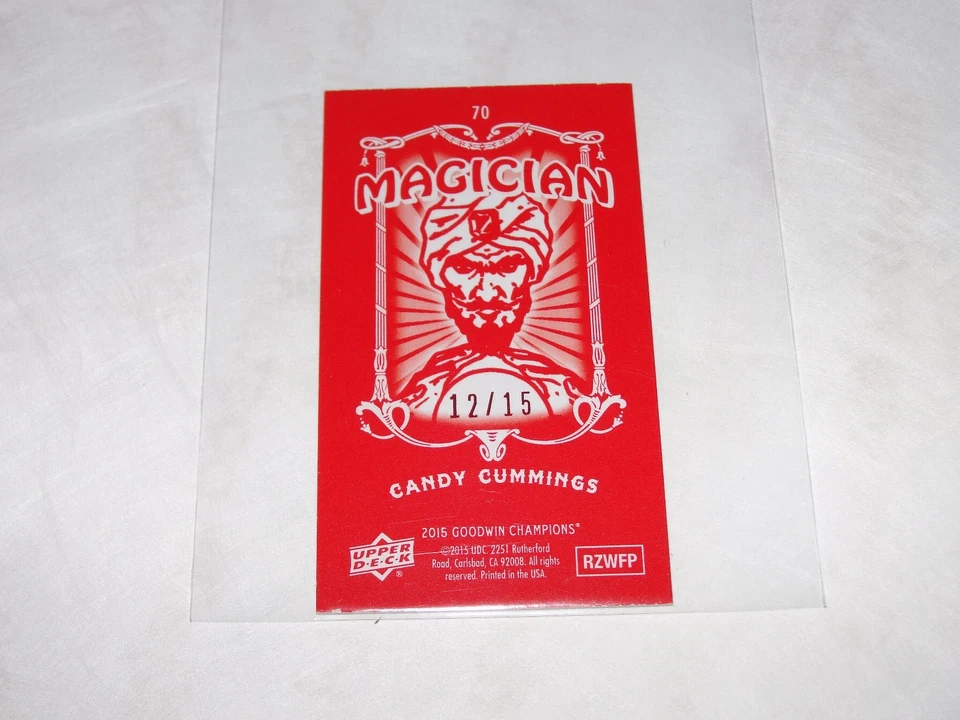 70
MAGICIAN
12/15
CANDY CUMMINGS
2015 GOODWIN CHAMPIONS®
UPPER
D·E·C·K
®
©2015 UDC. 2251 Rutherford
Road, Carlsbad, CA 92008. All rights
reserved. Printed in the USA.
RZWFP